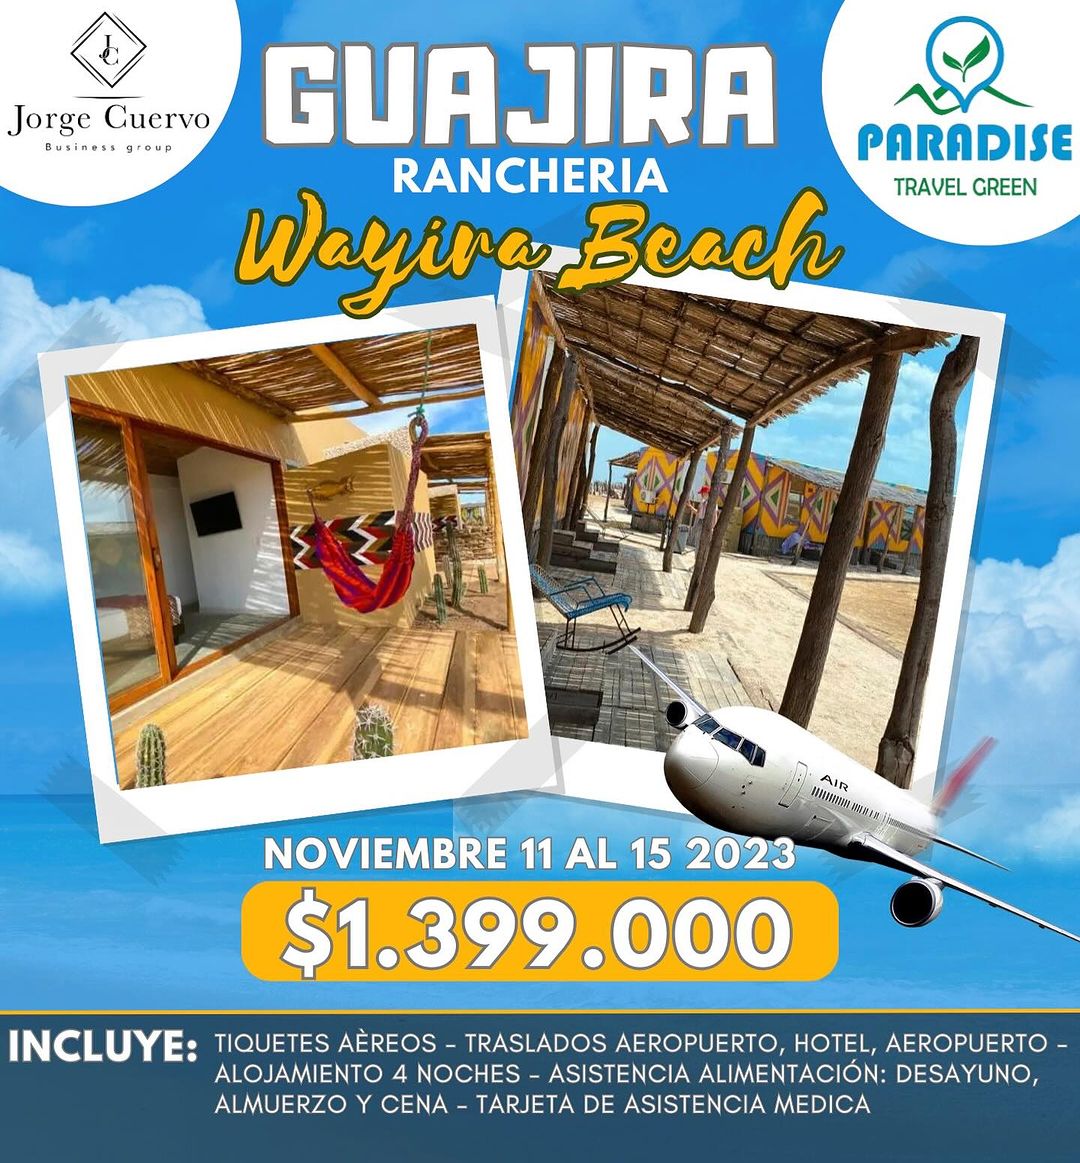 JC
Jorge Cuervo
Business group
GUAJIRA
RANCHERIA
Wayira Beach
PARADISE
TRAVEL GREEN
AIR
NOVIEMBRE 11 AL 15 2023
$1.399.000
INCLUYE:
TIQUETES AÈREOS - TRASLADOS AEROPUERTO, HOTEL, AEROPUERTO -
ALOJAMIENTO 4 NOCHES - ASISTENCIA ALIMENTACIÓN: DESAYUNO,
ALMUERZO Y CENA - TARJETA DE ASISTENCIA MEDICA